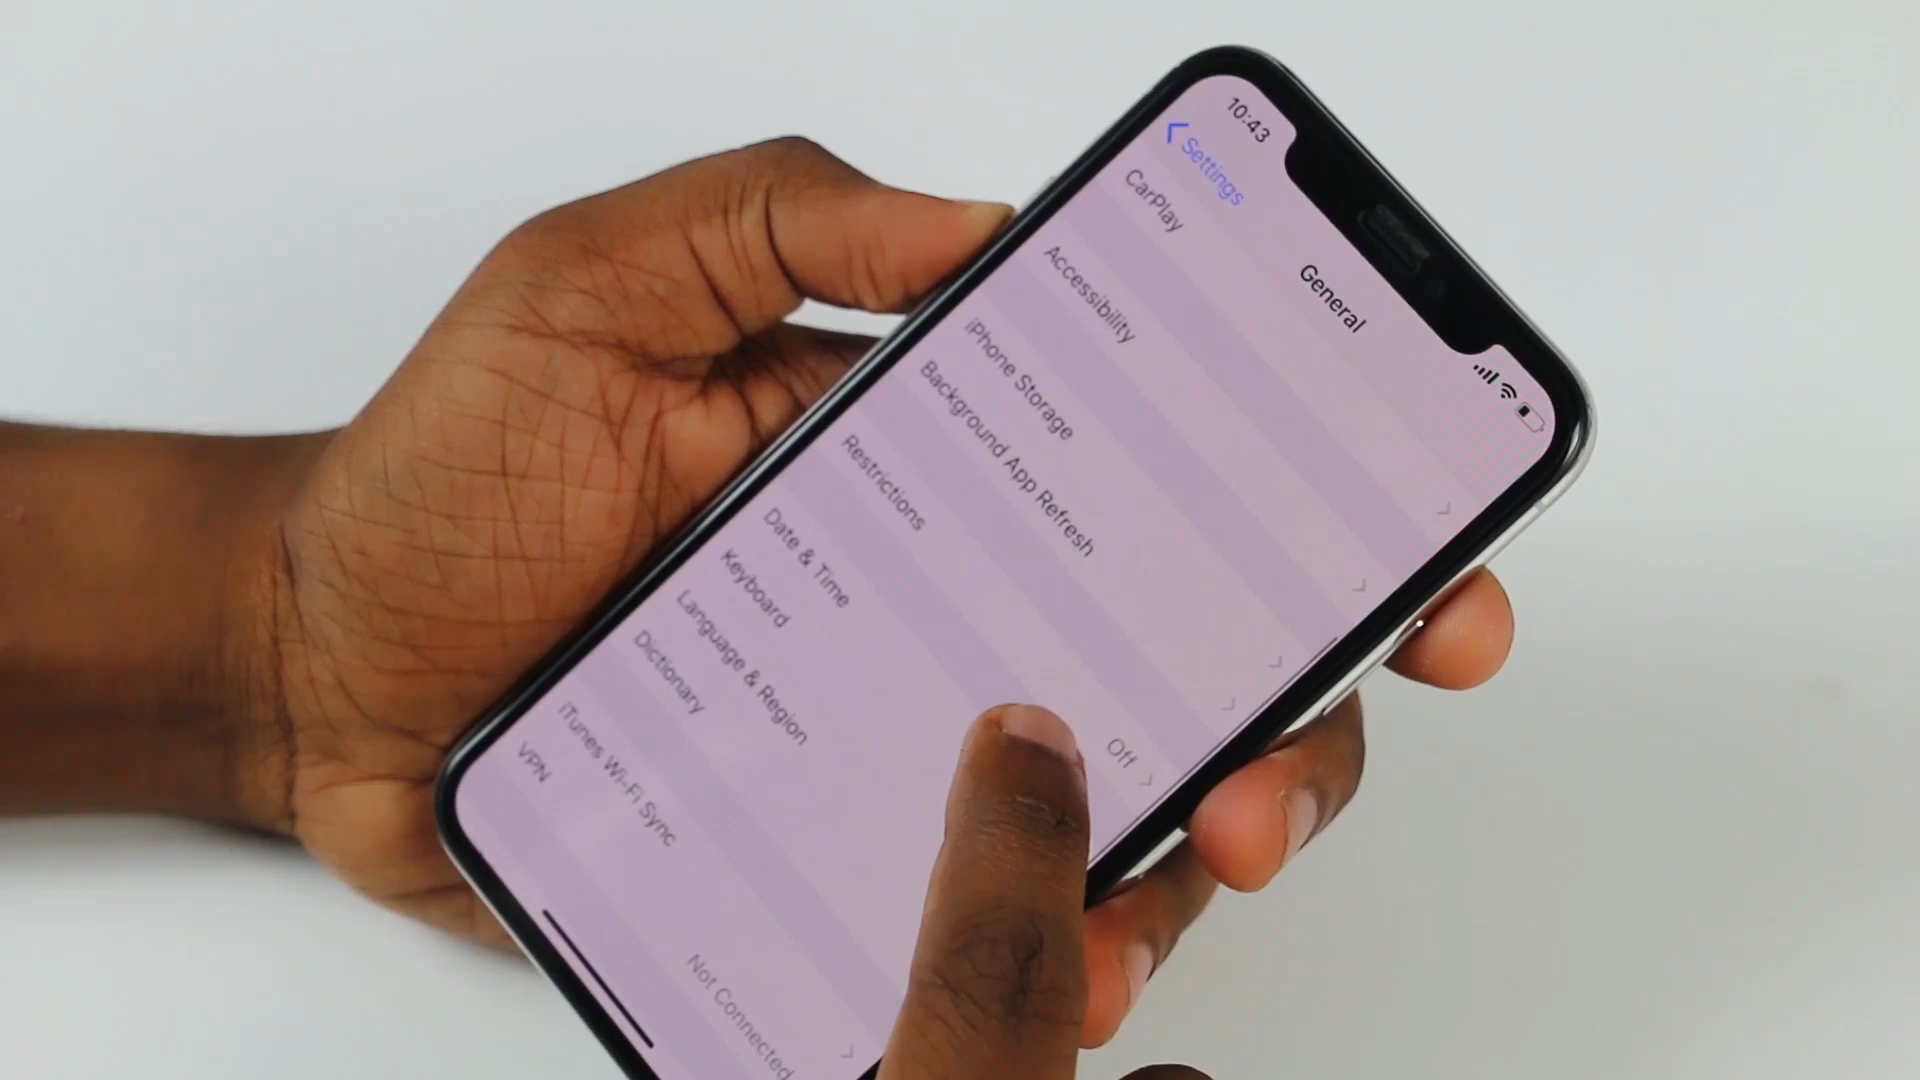 10:43
Settings
General
CarPlay
Accessibility
iPhone Storage
Background App Refresh
Restrictions
Off
Date & Time
Keyboard
Language & Region
Dictionary
iTunes Wi-Fi Sync
VPN
Not Connected